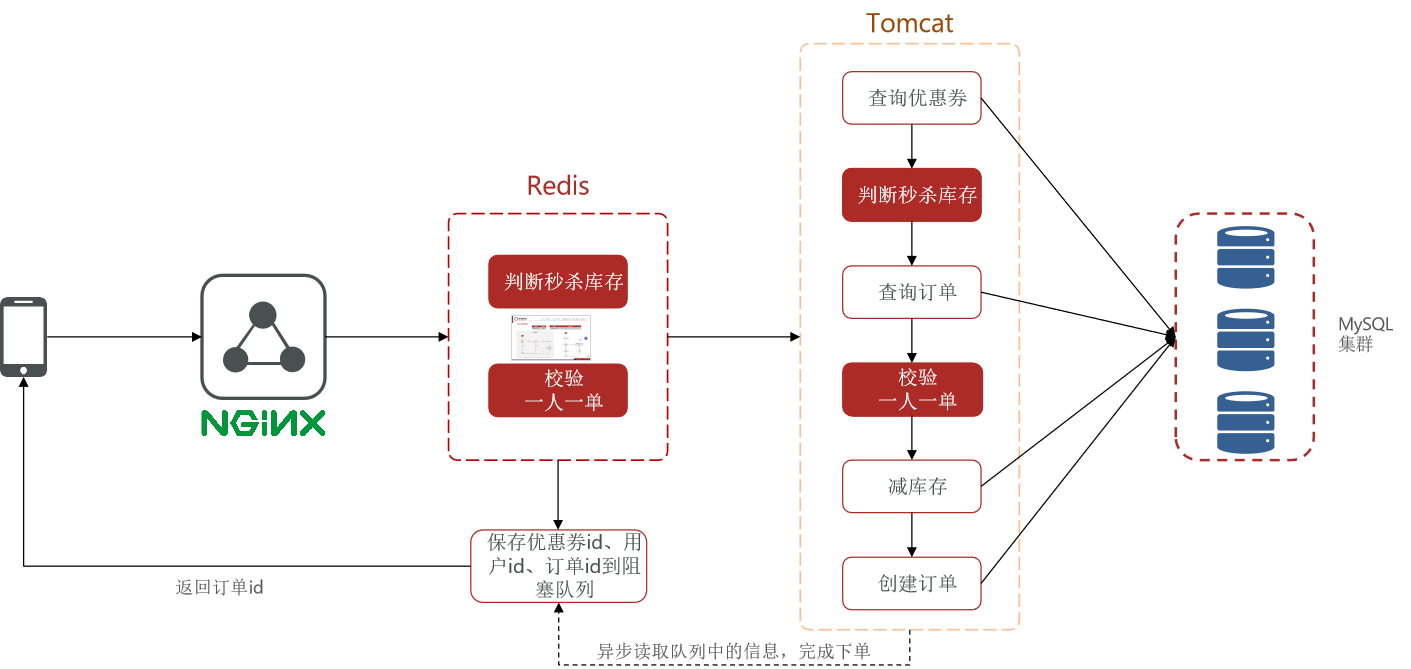 Tomcat
查询优惠券
判断秒杀库存
查询订单
校验
一人一单
减库存
创建订单
Redis
判断秒杀库存
校验
一人一单
NGiNX
MySQL
集群
保存优惠券id、用
户id、订单id到阻
塞队列
返回订单id
异步读取队列中的信息，完成下单